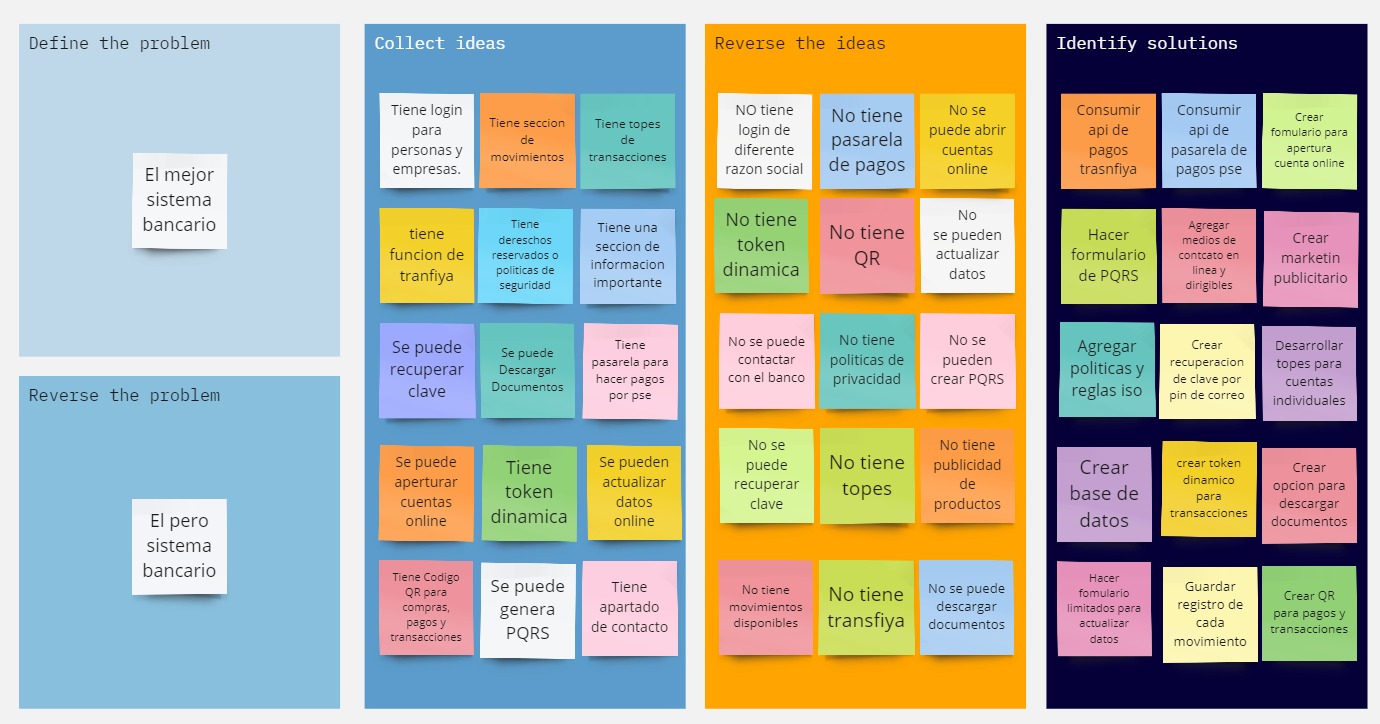 Define the problem
El mejor
sistema
bancario
Reverse the problem
El pero
sistema
bancario
Collect ideas
Tiene login
para
personas y
empresas.
Tiene seccion
de
movimientos
Tiene topes
de
transacciones
tiene
funcion de
tranfiya
Tiene
dereschos
reservados o
politicas de
seguridad
Tiene una
seccion de
informacion
importante
Se puede
recuperar
clave
Se puede
Descargar
Documentos
Tiene
pasarela para
hacer pagos
por pse
Se puede
aperturar
cuentas
online
Tiene
token
dinamica
Se pueden
actualizar
datos
online
Tiene Codigo
QR para
compras,
pagos y
transacciones
Se puede
genera
PQRS
Tiene
apartado
de contacto
Reverse the ideas
NO tiene
login de
diferente
razon social
No tiene
pasarela
de pagos
No se
puede abrir
cuentas
online
No tiene
token
dinamica
No tiene
QR
No
se pueden
actualizar
datos
No se puede
contactar
con el banco
No tiene
politicas de
privacidad
No se
pueden
crear PQRS
No se
puede
recuperar
clave
No tiene
topes
No tiene
publicidad
de
productos
No tiene
movimientos
disponibles
No tiene
transfiya
No se puede
descargar
documentos
Identify solutions
Consumir
api de
pagos
trasnfiya
Consumir
api de
pasarela de
pagos pse
Crear
fomulario para
apertura
cuenta online
Hacer
formulario
de PQRS
Agregar
medios de
contcato en
linea y
dirigibles
Crear
marketin
publicitario
Agregar
politicas y
reglas iso
Crear
recuperacion
de clave por
pin de correo
Desarrollar
topes para
cuentas
individuales
Crear
base de
datos
crear token
dinamico
para
transacciones
Crear
opcion para
descargar
documentos
Hacer
fomulario
limitados para
actualizar
datos
Guardar
registro de
cada
movimiento
Crear QR
para pagos y
transacciones